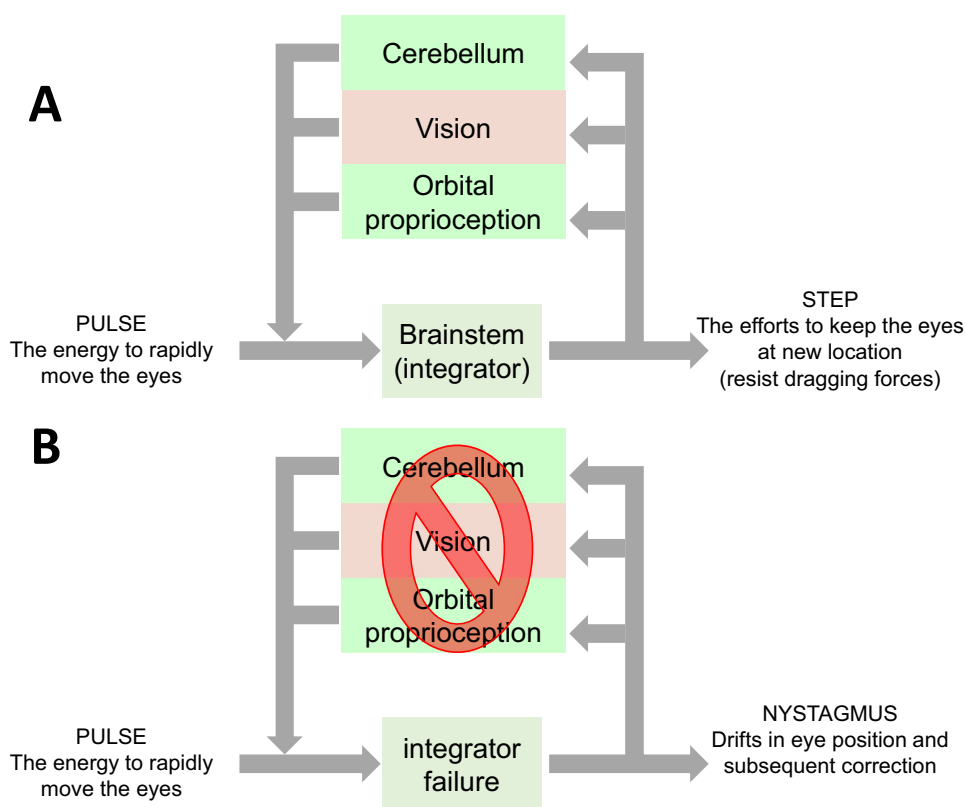 A
Cerebellum
Vision
Orbital
proprioception
PULSE
The energy to rapidly
move the eyes
Brainstem
(integrator)
STEP
The efforts to keep the eyes
at new location
(resist dragging forces)
B
Cerebellum
Vision
Orbital
proprioception
PULSE
The energy to rapidly
move the eyes
integrator
failure
NYSTAGMUS
Drifts in eye position and
subsequent correction